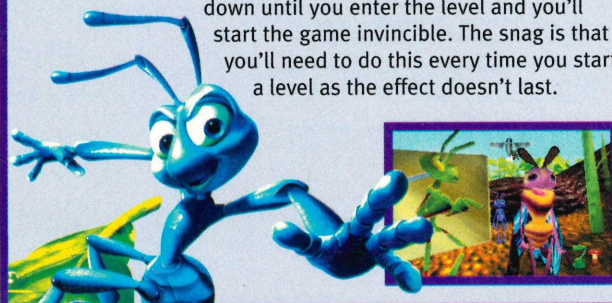 down until you enter the level and you'll
start the game invincible. The snag is that
you'll need to do this every time you start
a level as the effect doesn't last.